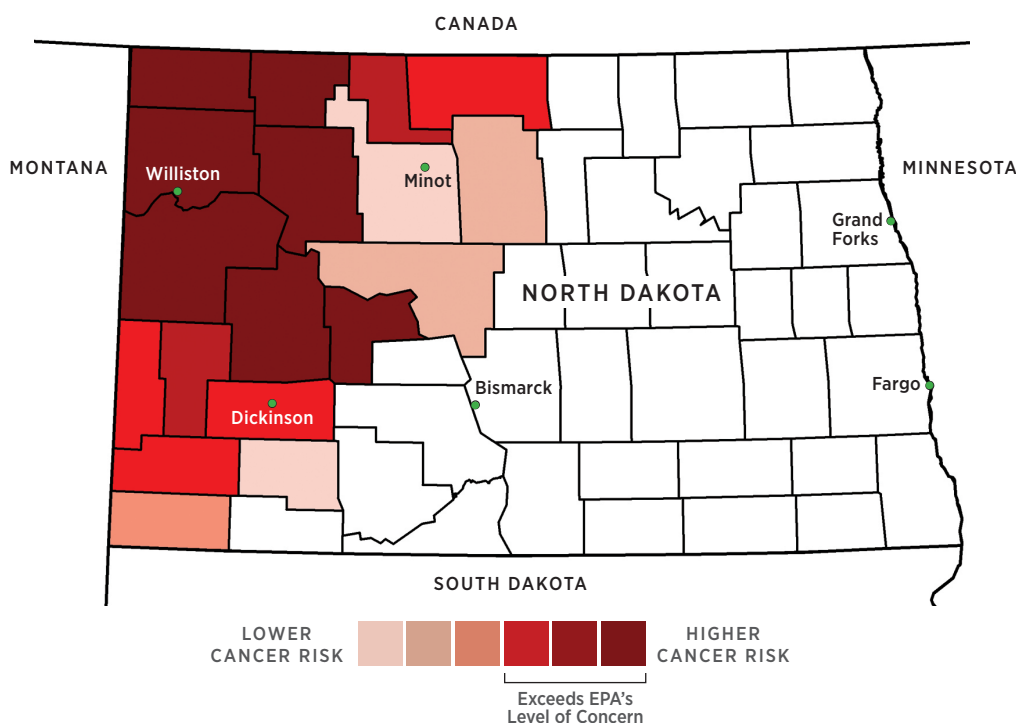 CANADA
MONTANA
Williston
Minot
MINNESOTA
Grand
Forks
NORTH DAKOTA
Bismarck
Fargo
Dickinson
SOUTH DAKOTA
LOWER
CANCER RISK
HIGHER
CANCER RISK
Exceeds EPA's
Level of Concern